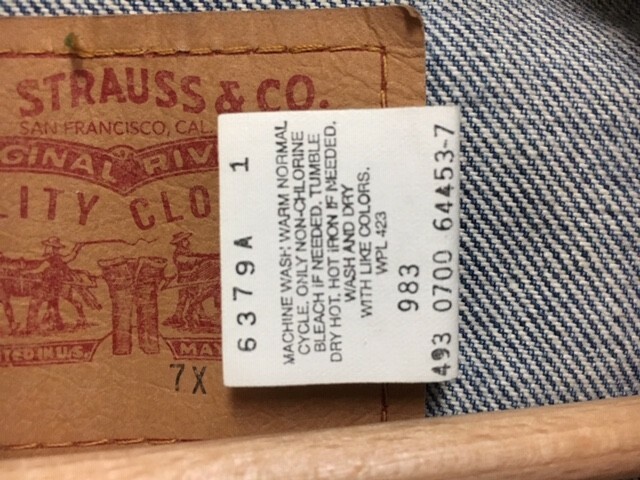 STRAUSS & CO.
SAN FRANCISCO, CAL
LITY CLO
7X
6379A 1
MACHINE WASH: WARM NORMAL
CYCLE. ONLY NON-CHLORINE
BLEACH IF NEEDED. TUMBLE
DRY HOT. HOT IRON IF NEEDED.
WASH AND DRY
WITH LIKE COLORS.
WPL 423
983
493 0700 64453-7